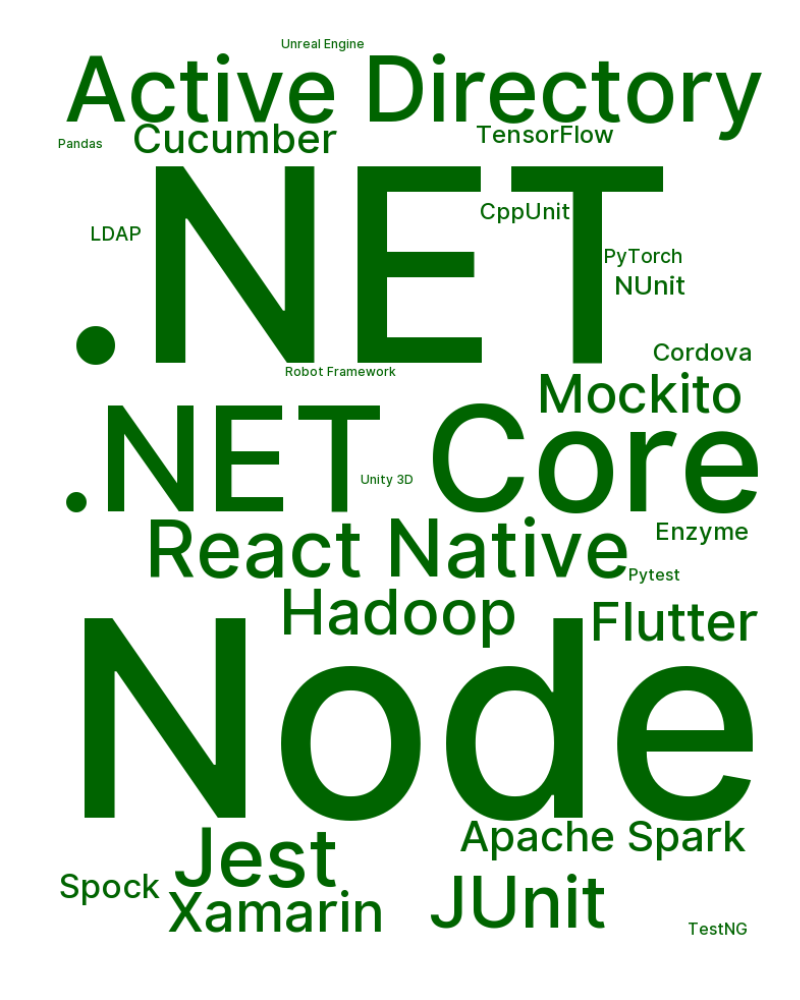 Unreal Engine
Active Directory
Cucumber
TensorFlow
Pandas
.NET
CppUnit
LDAP
PyTorch
NUnit
Cordova
Robot Framework
Mockito
.NET Core
Unity 3D
React Native
Enzyme
Pytest
Hadoop
Flutter
Node
Apache Spark
Jest
Spock
JUnit
Xamarin
TestNG